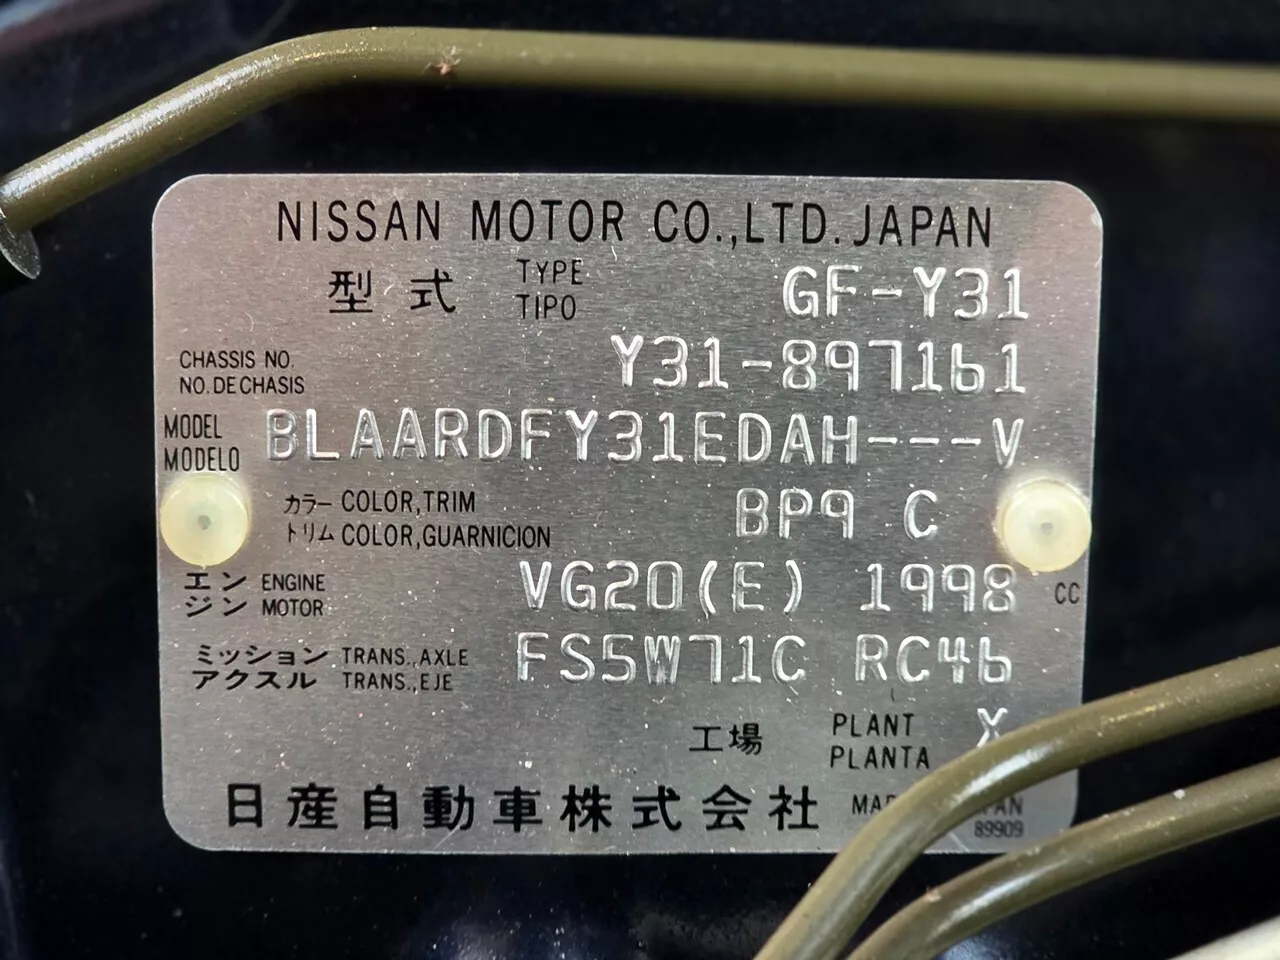 NISSAN MOTOR CO.,LTD. JAPAN
型式 TYPE GF-Y31
TIPO
CHASSIS NO. Y31-897161
NO. DE CHASIS
MODEL BLAARDFY31EDAH---V
MODELO
カラー COLOR,TRIM BP9 C
トリム COLOR,GUARNICION
エン ENGINE VG20(E) 1998 CC
ジン MOTOR
ミッション TRANS.,AXLE FS5W71C RC46
アクスル TRANS.,EJE
工場 PLANT X
PLANTA
日産自動車株式会社
89909